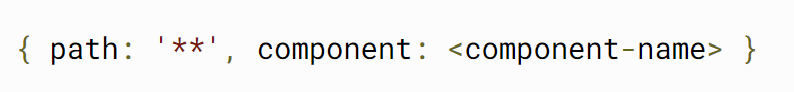 { path: '**', component: <component-name> }